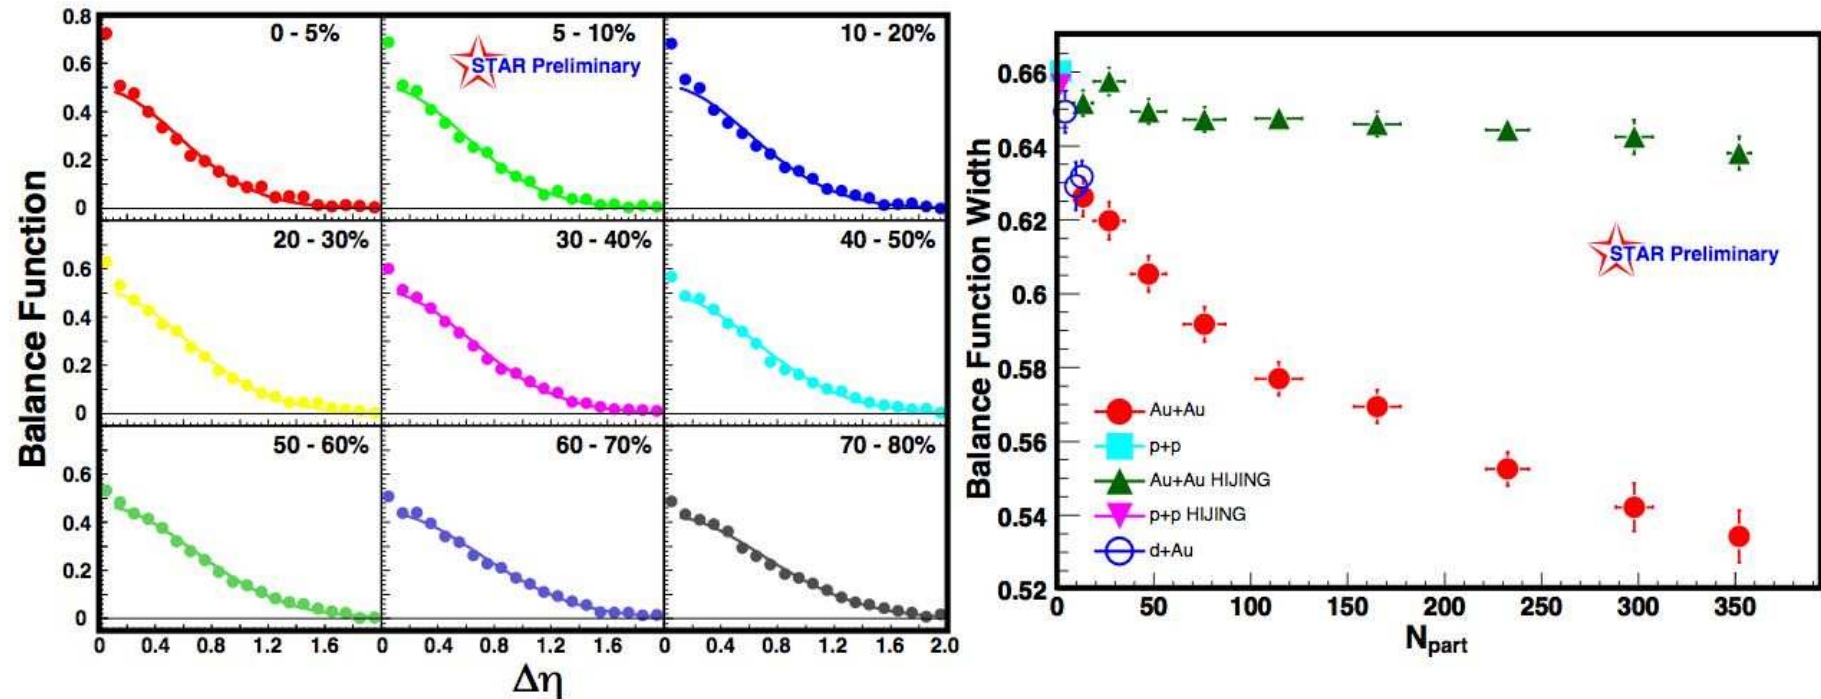 Balance Function
0.8
0.6
0.4
0.2
0
0.6
0.4
0.2
0
0.6
0.4
0.2
0
0 - 5%
5 - 10%
10 - 20%
STAR Preliminary
20 - 30%
30 - 40%
40 - 50%
50 - 60%
60 - 70%
70 - 80%
0 0.4 0.8 1.2 1.6 0 0.4 0.8 1.2 1.6 0 0.4 0.8 1.2 1.6 2.0
Δη
Balance Function Width
0.66
0.64
0.62
0.6
0.58
0.56
0.54
0.52
STAR Preliminary
Au+Au
p+p
Au+Au HIJING
p+p HIJING
d+Au
0 50 100 150 200 250 300 350
Npart